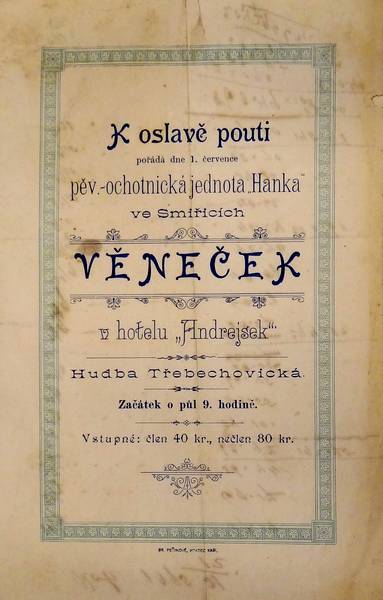 K oslavě pouti
pořádá dne 1. července
pěv.-ochotnická jednota „Hanka“
ve Smiřicích
VĚNEČEK
v hotelu „Andrejsek“.
Hudba Třebechovická.
Začátek o půl 9. hodině.
Vstupné: člen 40 kr., nečlen 80 kr.